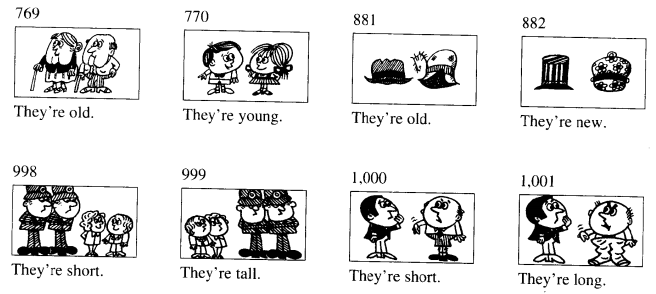 769
770
881
882
They're old.
They're young.
They're old.
They're new.
998
999
1,000
1,001
They're short.
They're tall.
They're short.
They're long.